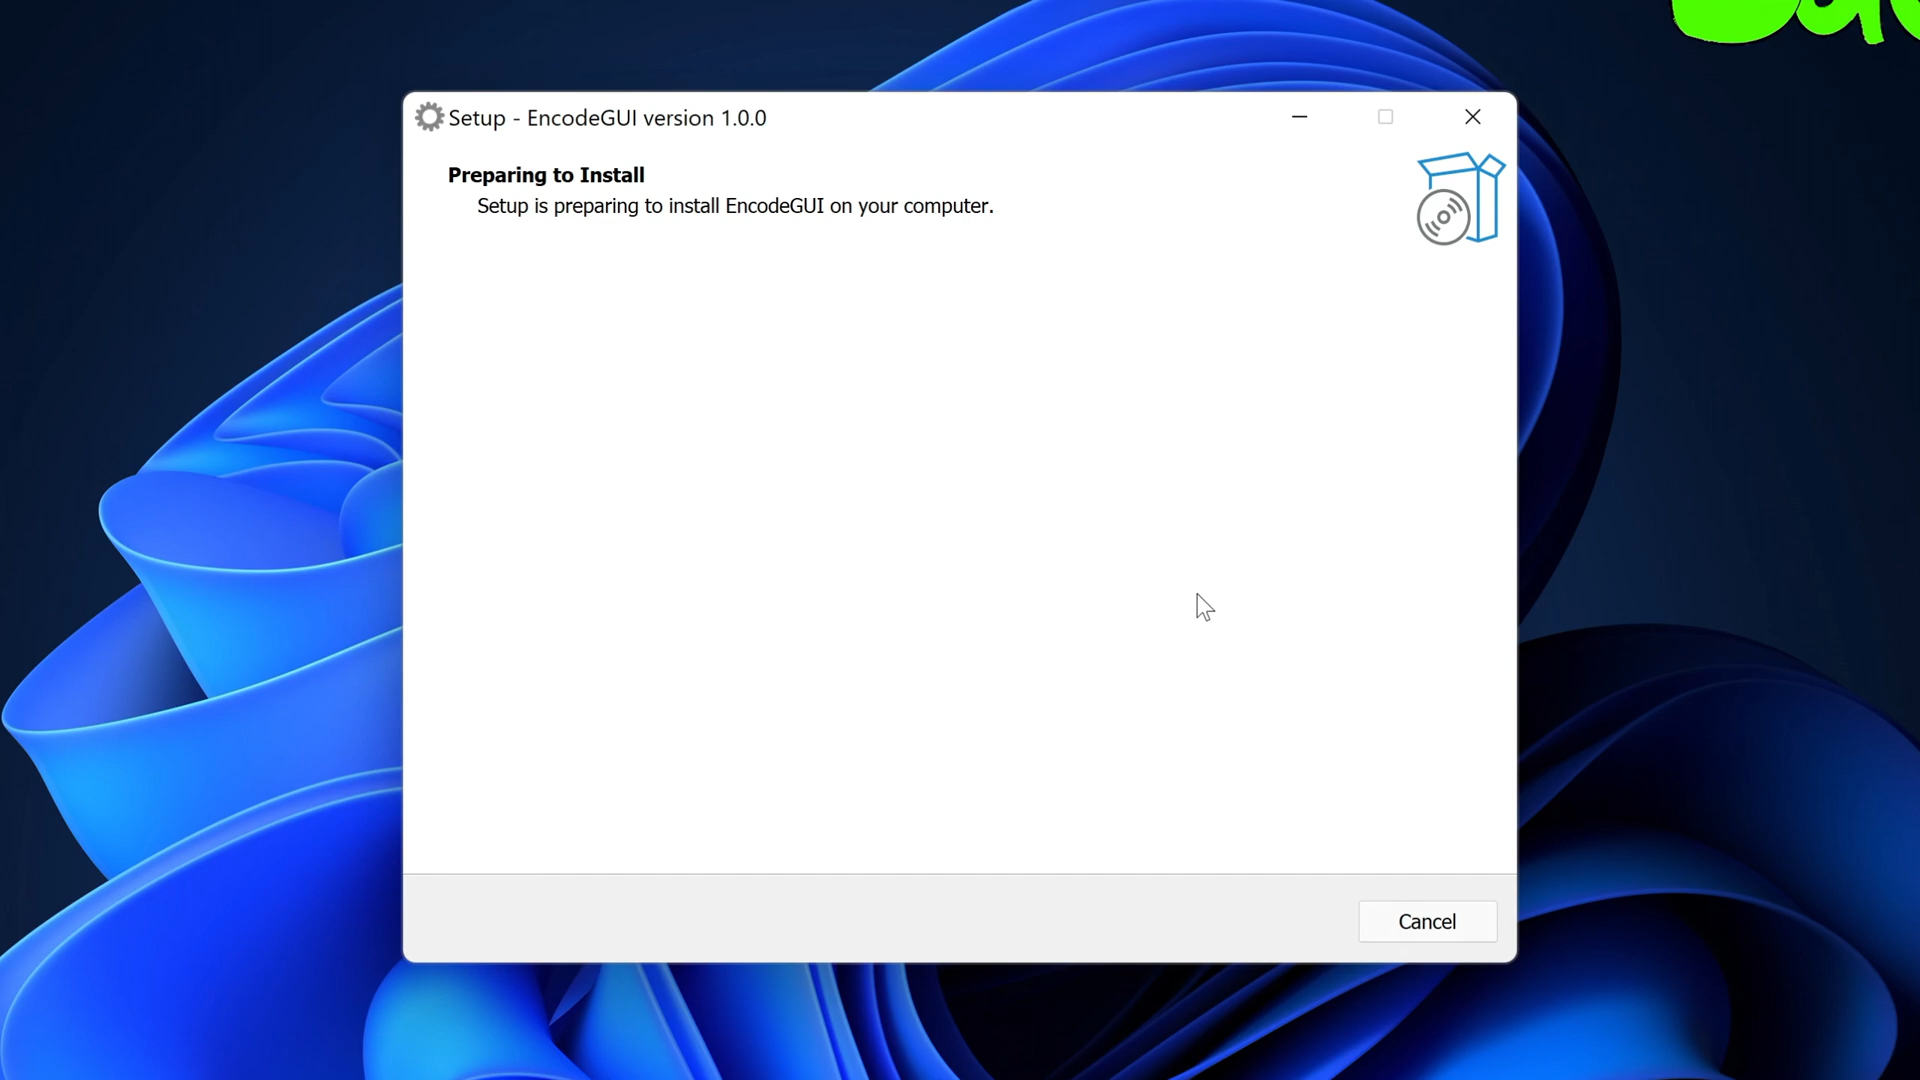 Setup - EncodeGUI version 1.0.0
Preparing to Install
Setup is preparing to install EncodeGUI on your computer.
Cancel